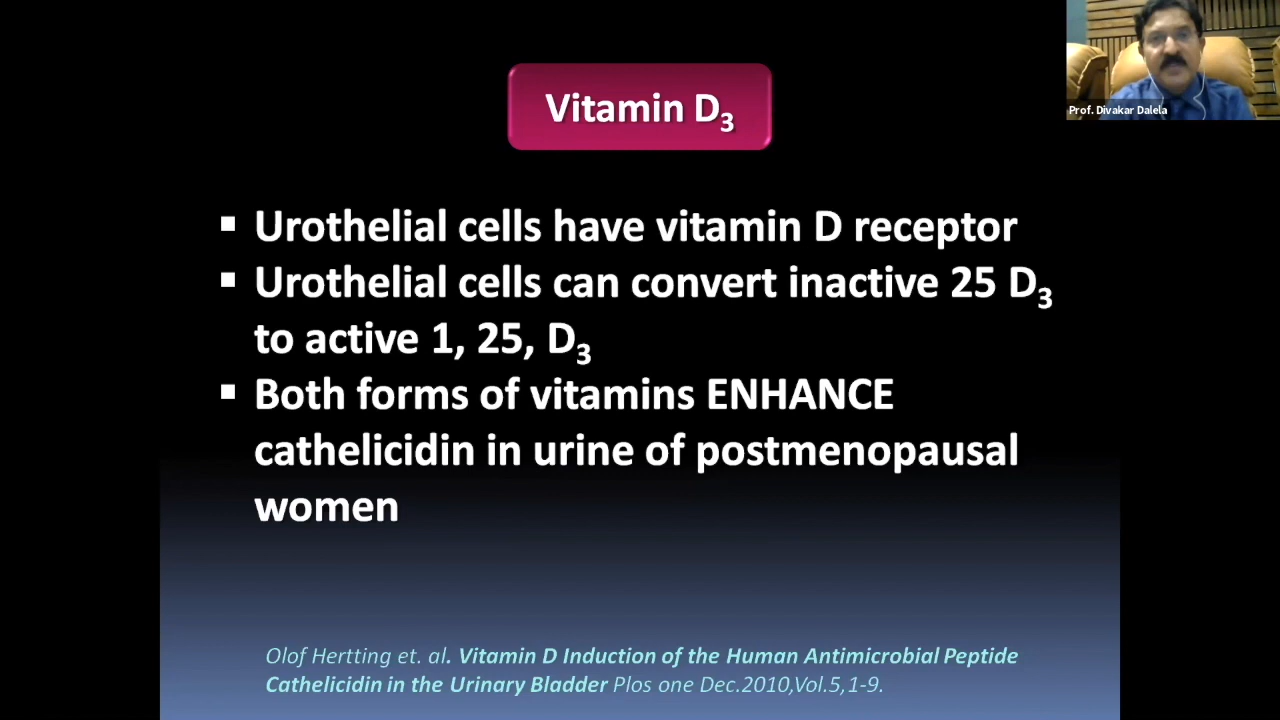 Prof. Divakar Dalela
Vitamin D3
▪ Urothelial cells have vitamin D receptor
▪ Urothelial cells can convert inactive 25 D3
to active 1, 25, D3
▪ Both forms of vitamins ENHANCE
cathelicidin in urine of postmenopausal
women
Olof Hertting et. al. Vitamin D Induction of the Human Antimicrobial Peptide
Cathelicidin in the Urinary Bladder Plos one Dec.2010,Vol.5,1-9.